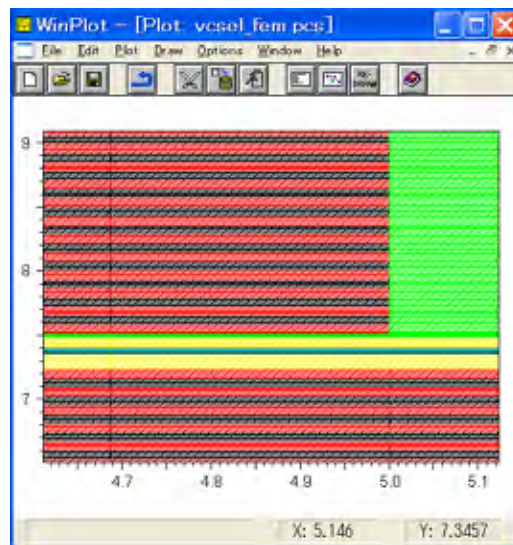 WinPlot - [Plot: vcsel_fem.pcs]
File Edit Plot Draw Options Window Help
9
8
7
4.7 4.8 4.9 5.0 5.1
X: 5.146 Y: 7.3457